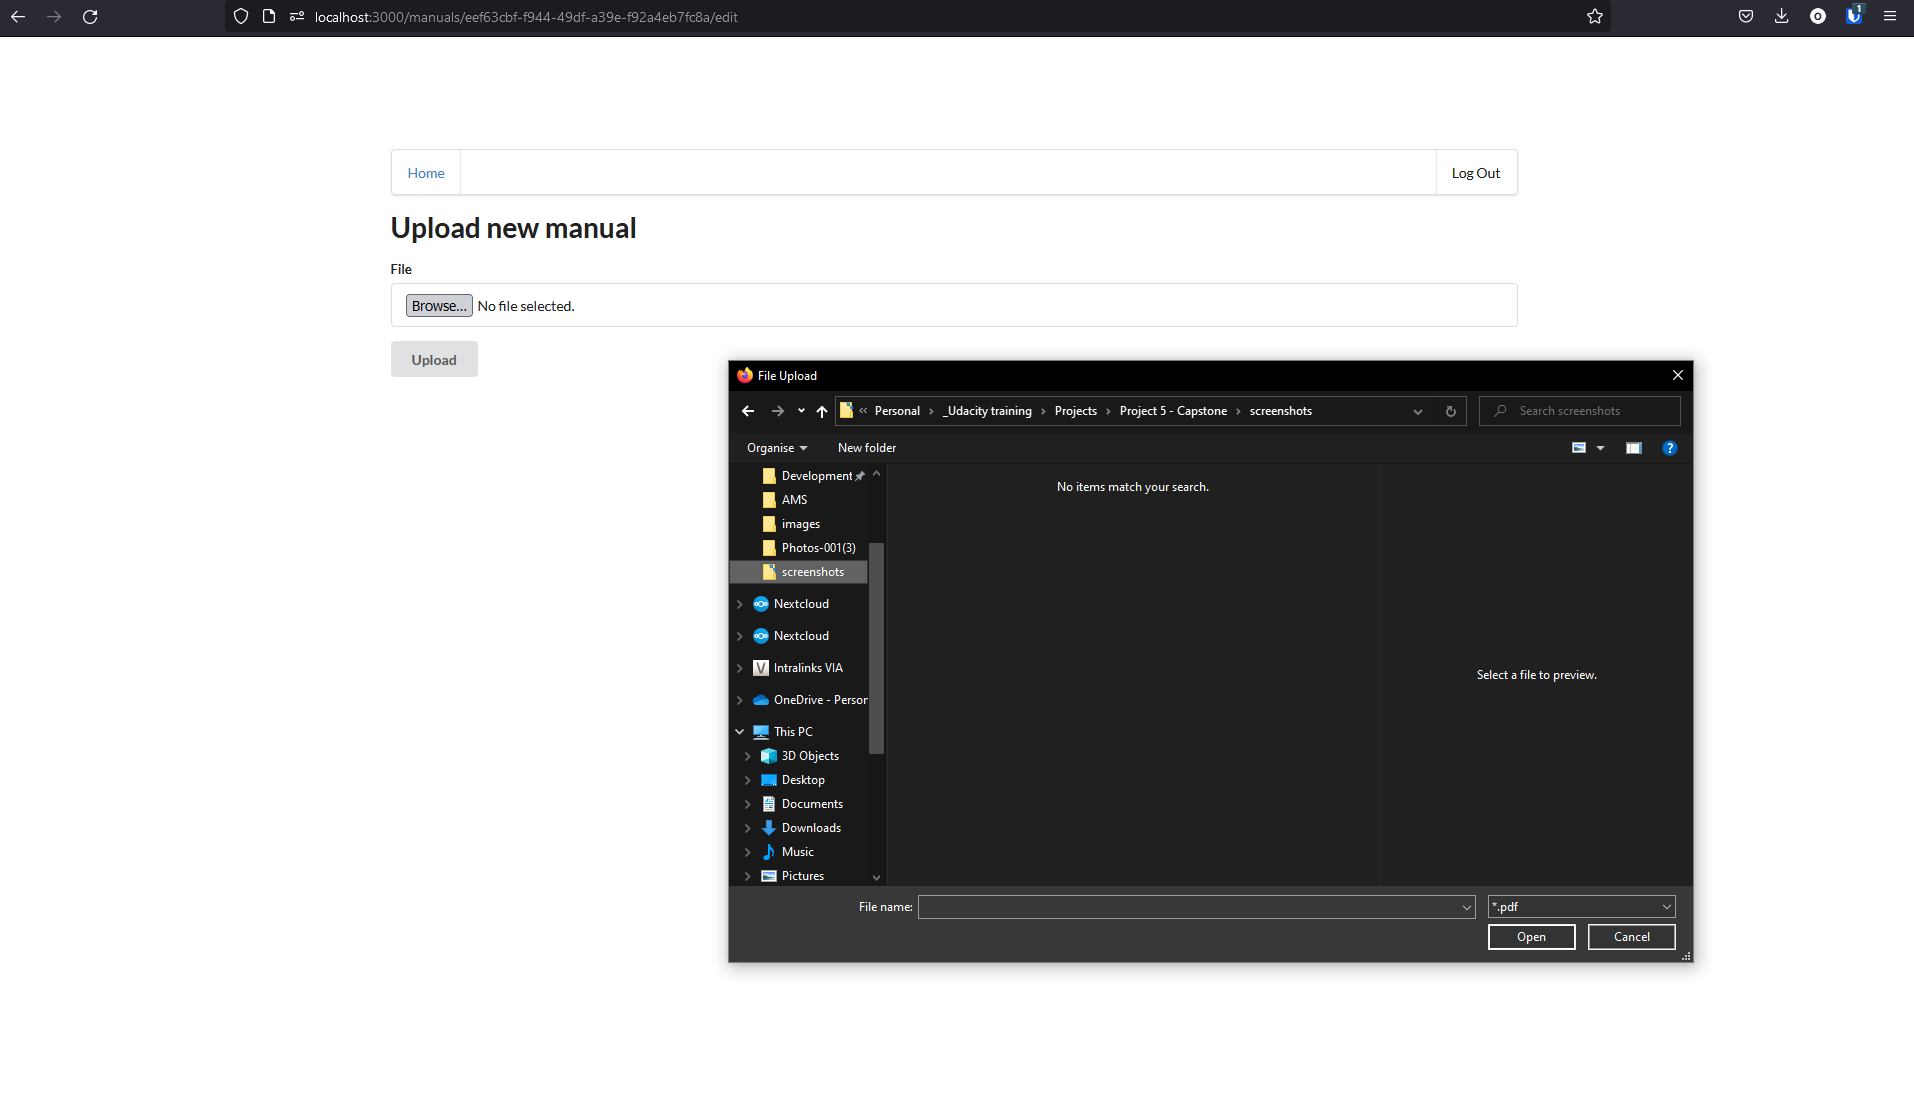 localhost:3000/manuals/eef63cbf-f944-49df-a39e-f92a4eb7fc8a/edit
1
Home
Log Out
Upload new manual
File
Browse... No file selected.
Upload
File Upload
« Personal › _Udacity training › Projects › Project 5 - Capstone › screenshots
Search screenshots
Organise
New folder
Development
AMS
images
Photos-001(3)
screenshots
Nextcloud
Nextcloud
Intralinks VIA
OneDrive - Person
This PC
3D Objects
Desktop
Documents
Downloads
Music
Pictures
No items match your search.
Select a file to preview.
File name:
*.pdf
Open
Cancel